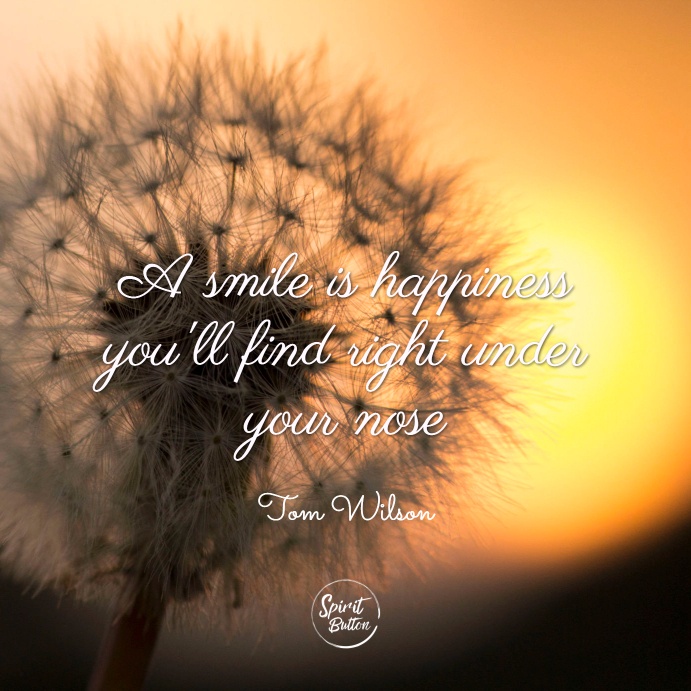 A smile is happiness
you'll find right under
your nose
Tom Wilson
Spirit
Button